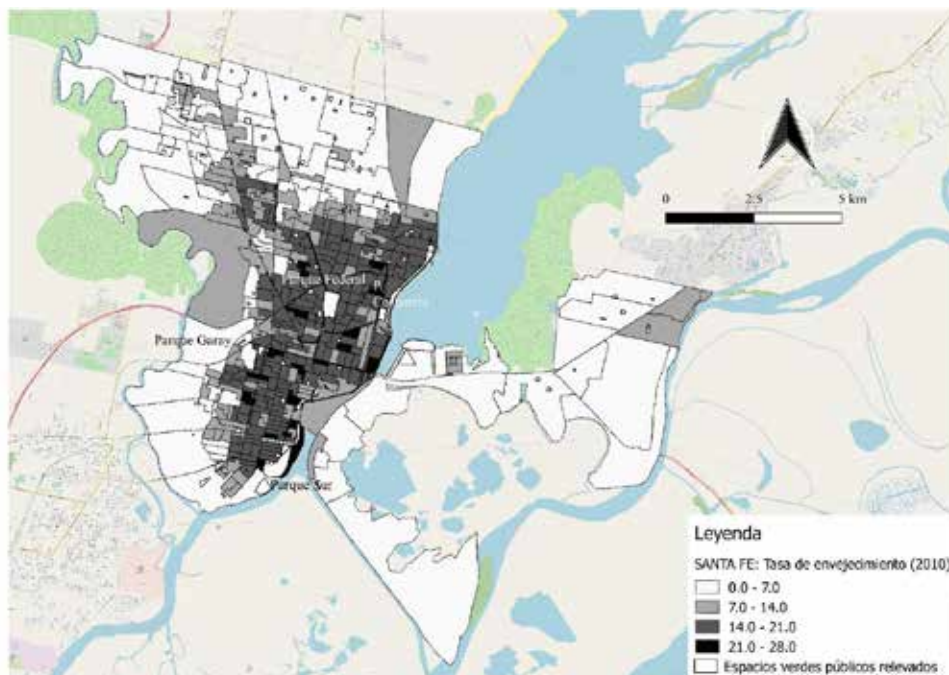 Parque Federal
Parque Garay
Parque Sur
0
2.5
5 km
Leyenda
SANTA FE: Tasa de envejecimiento (2010)
0.0 - 7.0
7.0 - 14.0
14.0 - 21.0
21.0 - 28.0
Espacios verdes públicos relevados